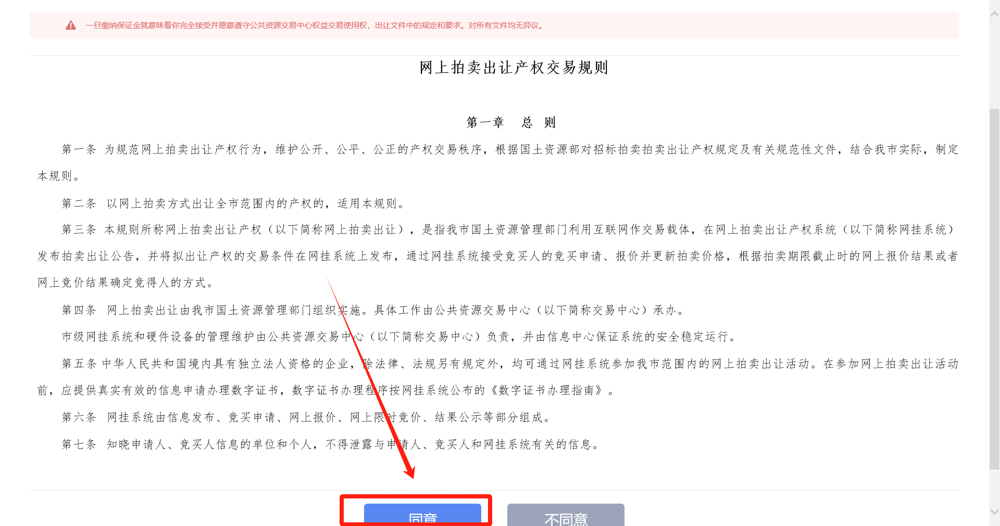 一旦缴纳保证金就意味着你完全接受并愿意遵守公共资源交易中心权益交易使用权，出让文件中的规定和要求。对所有文件均无异议。
网上拍卖出让产权交易规则
第一章 总 则
第一条 为规范网上拍卖出让产权行为，维护公开、公平、公正的产权交易秩序，根据国土资源部对招标拍卖拍卖出让产权规定及有关规范性文件，结合我市实际，制定
本规则。
第二条 以网上拍卖方式出让全市范围内的产权的，适用本规则。
第三条 本规则所称网上拍卖出让产权（以下简称网上拍卖出让），是指我市国土资源管理部门利用互联网作交易载体，在网上拍卖出让产权系统（以下简称网挂系统）
发布拍卖出让公告，并将拟出让产权的交易条件在网挂系统上发布，通过网挂系统接受竞买人的竞买申请、报价并更新拍卖价格，根据拍卖期限截止时的网上报价结果或者
网上竞价结果确定竞得人的方式。
第四条 网上拍卖出让由我市国土资源管理部门组织实施。具体工作由公共资源交易中心（以下简称交易中心）承办。
市级网挂系统和硬件设备的管理维护由公共资源交易中心（以下简称交易中心）负责，并由信息中心保证系统的安全稳定运行。
第五条 中华人民共和国境内具有独立法人资格的企业，除法律、法规另有规定外，均可通过网挂系统参加我市范围内的网上拍卖出让活动。在参加网上拍卖出让活动
前，应提供真实有效的信息申请办理数字证书，数字证书办理程序按网挂系统公布的《数字证书办理指南》。
第六条 网挂系统由信息发布、竞买申请、网上报价、网上限时竞价、结果公示等部分组成。
第七条 知晓申请人、竞买人信息的单位和个人，不得泄露与申请人、竞买人和网挂系统有关的信息。
同意 不同意